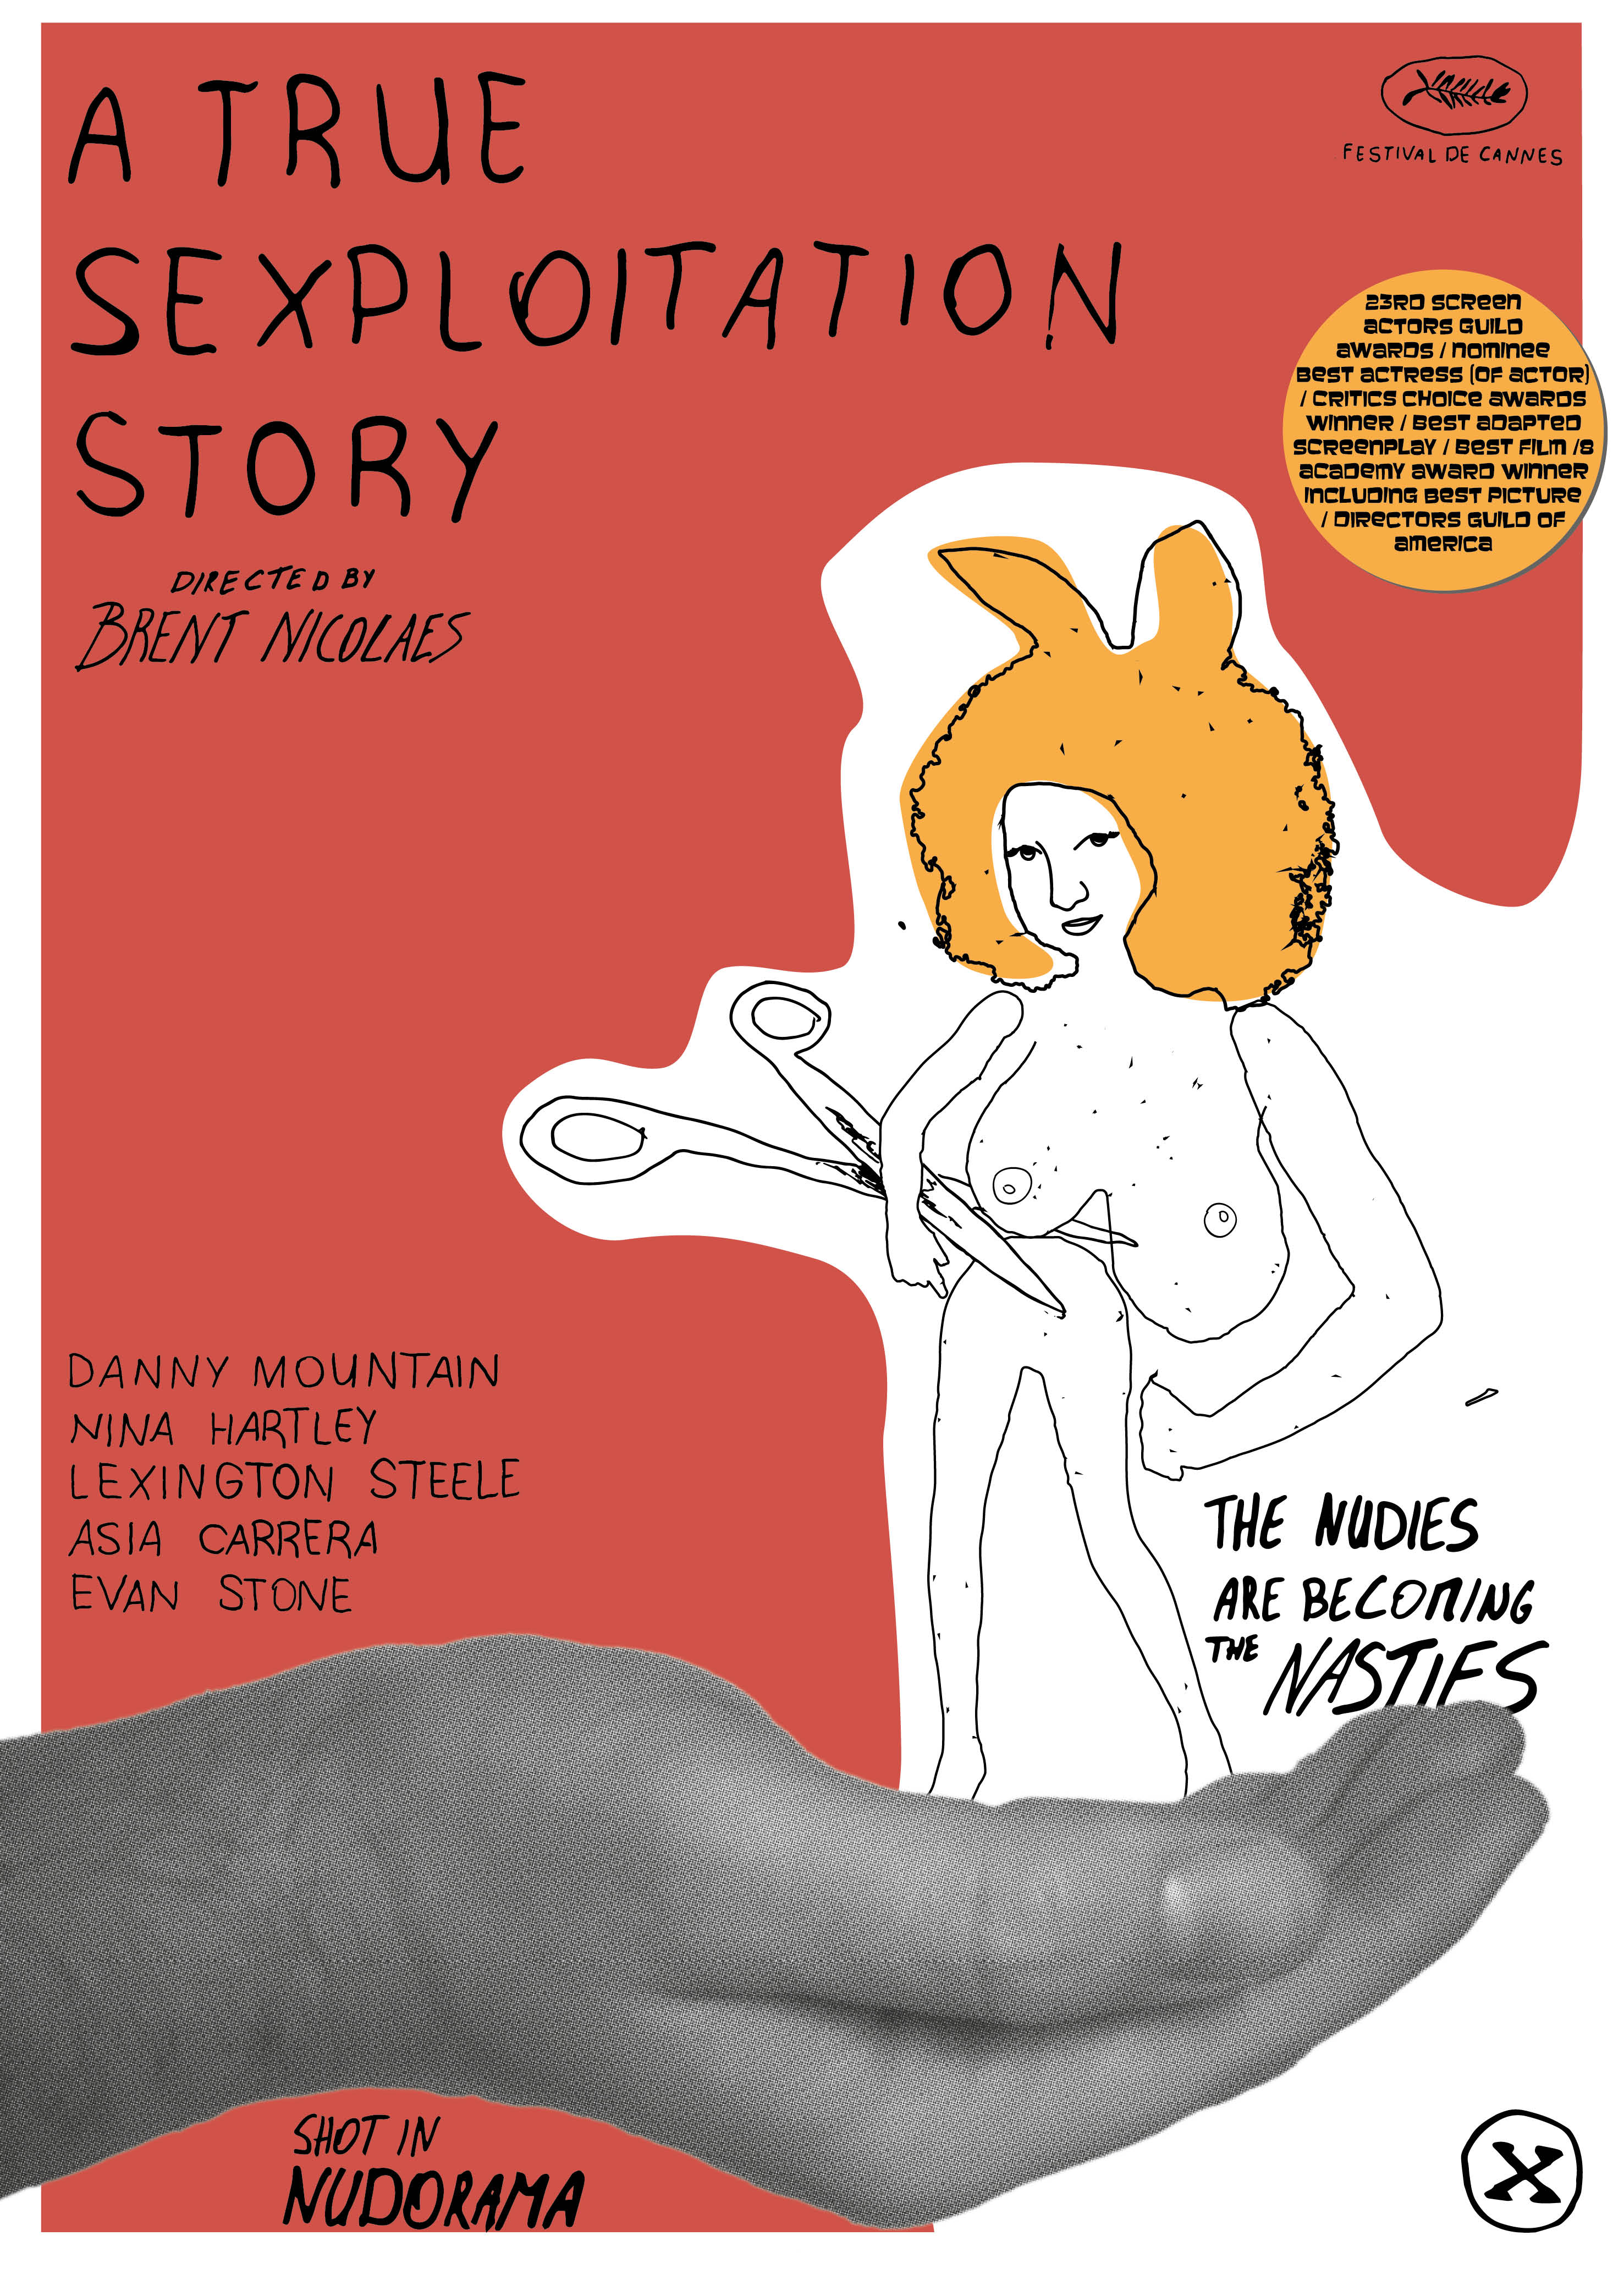 A TRUE
SEXPLOITATION
STORY
DIRECTED BY
BRENT NICOLAES
FESTIVAL DE CANNES
23RD SCREEN
ACTORS GUILD
AWARDS / NOMINEE
BEST ACTRESS (OF ACTOR)
/ CRITICS CHOICE AWARDS
WINNER / BEST ADAPTED
SCREENPLAY / BEST FILM /8
ACADEMY AWARD WINNER
INCLUDING BEST PICTURE
/ DIRECTORS GUILD OF
AMERICA
DANNY MOUNTAIN
NINA HARTLEY
LEXINGTON STEELE
ASIA CARRERA
EVAN STONE
THE NUDIES
ARE BECOMING
THE NASTIES
SHOT IN
NUDORAMA
X